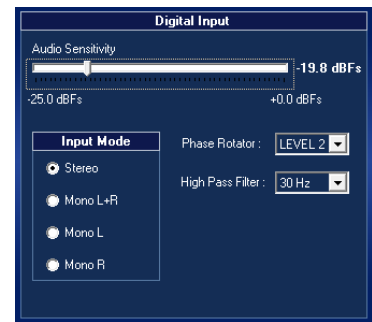 Digital Input
Audio Sensitivity
-19.8 dBFs
-25.0 dBFs +0.0 dBFs
Input Mode
Stereo
Mono L+R
Mono L
Mono R
Phase Rotator : LEVEL 2
High Pass Filter : 30 Hz